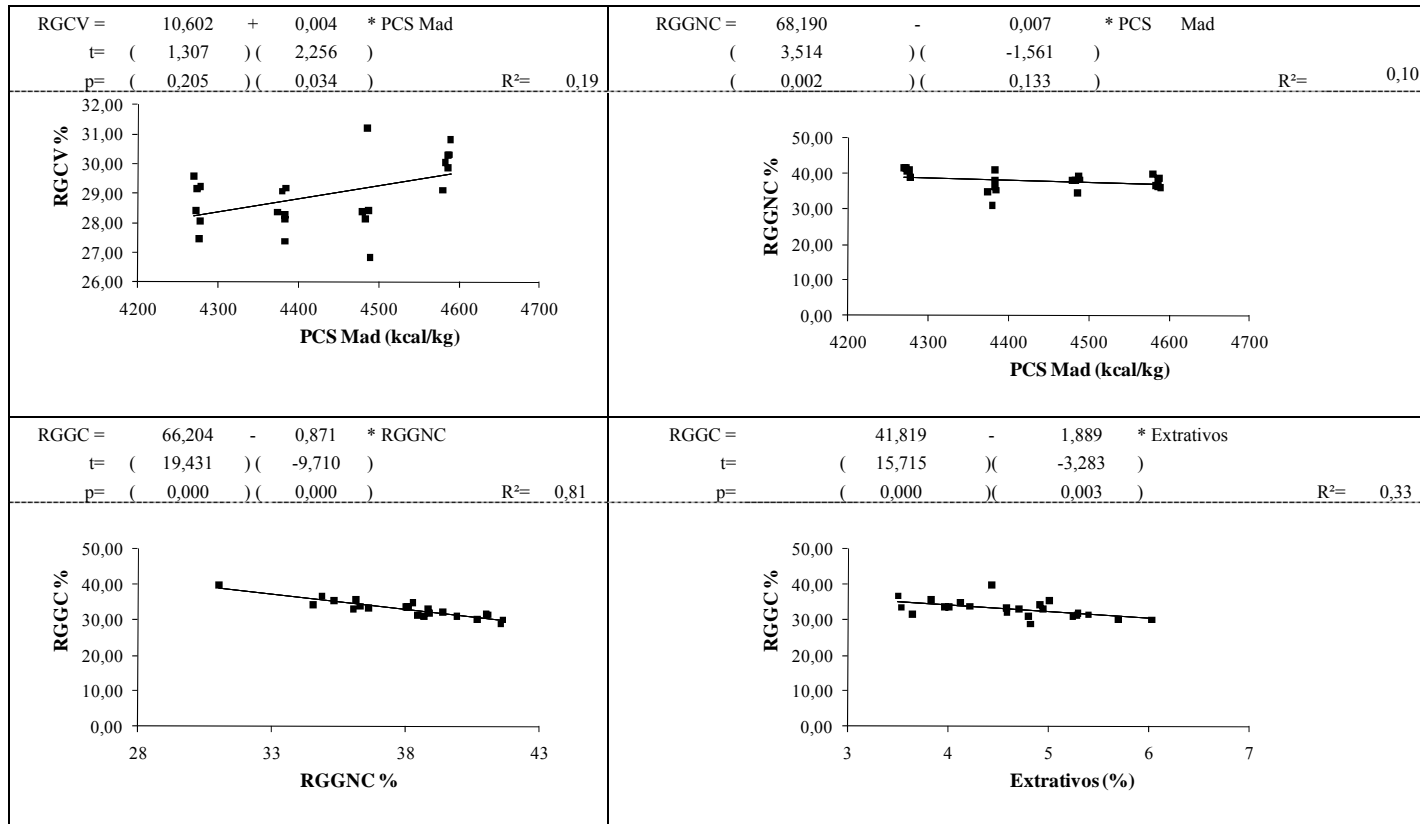 RGCV = 10,602 + 0,004 * PCS Mad
t= ( 1,307 ) ( 2,256 )
p= ( 0,205 ) ( 0,034 ) R²= 0,19
32,00
31,00
30,00
29,00
28,00
27,00
26,00
RGCV %
4200 4300 4400 4500 4600 4700
PCS Mad (kcal/kg)
RGGNC = 68,190 - 0,007 * PCS Mad
( 3,514 ) ( -1,561 )
( 0,002 ) ( 0,133 ) R²= 0,10
50,00
40,00
30,00
20,00
10,00
0,00
RGGNC %
4200 4300 4400 4500 4600 4700
PCS Mad (kcal/kg)
RGGC = 66,204 - 0,871 * RGGNC
t= ( 19,431 ) ( -9,710 )
p= ( 0,000 ) ( 0,000 ) R²= 0,81
50,00
40,00
30,00
20,00
10,00
0,00
RGGC %
28 33 38 43
RGGNC %
RGGC = 41,819 - 1,889 * Extrativos
t= ( 15,715 )( -3,283 )
p= ( 0,000 )( 0,003 ) R²= 0,33
50,00
40,00
30,00
20,00
10,00
0,00
RGGC %
3 4 5 6 7
Extrativos (%)